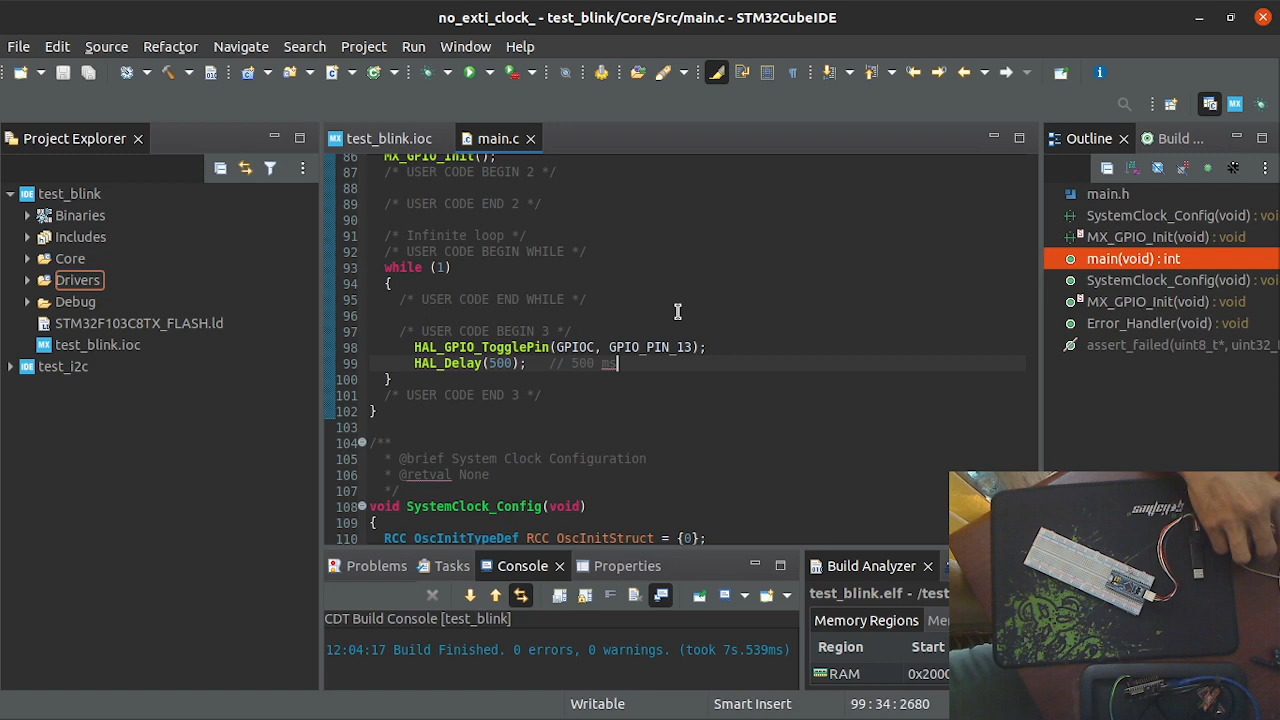 no_exti_clock_ - test_blink/Core/Src/main.c - STM32CubeIDE
File Edit Source Refactor Navigate Search Project Run Window Help
Project Explorer
test_blink
Binaries
Includes
Core
Drivers
Debug
STM32F103C8TX_FLASH.ld
test_blink.ioc
test_i2c
test_blink.ioc main.c
86 MX_GPIO_Init();
87 /* USER CODE BEGIN 2 */
88
89 /* USER CODE END 2 */
90
91 /* Infinite loop */
92 /* USER CODE BEGIN WHILE */
93 while (1)
94 {
95 /* USER CODE END WHILE */
96
97 /* USER CODE BEGIN 3 */
98 HAL_GPIO_TogglePin(GPIOC, GPIO_PIN_13);
99 HAL_Delay(500); // 500 ms
100 }
101 /* USER CODE END 3 */
102 }
103
104 /**
105 * @brief System Clock Configuration
106 * @retval None
107 */
108 void SystemClock_Config(void)
109 {
110 RCC_OscInitTypeDef RCC_OscInitStruct = {0};
Outline Build ...
main.h
SystemClock_Config(void) : void
MX_GPIO_Init(void) : void
main(void) : int
SystemClock_Config(void) : void
MX_GPIO_Init(void) : void
Error_Handler(void) : void
assert_failed(uint8_t*, uint32_
Problems Tasks Console Properties
CDT Build Console [test_blink]
12:04:17 Build Finished. 0 errors, 0 warnings. (took 7s.539ms)
Build Analyzer
test_blink.elf - /test
Memory Regions Me
Region Start
RAM 0x2000
Writable Smart Insert 99 : 34 : 2680